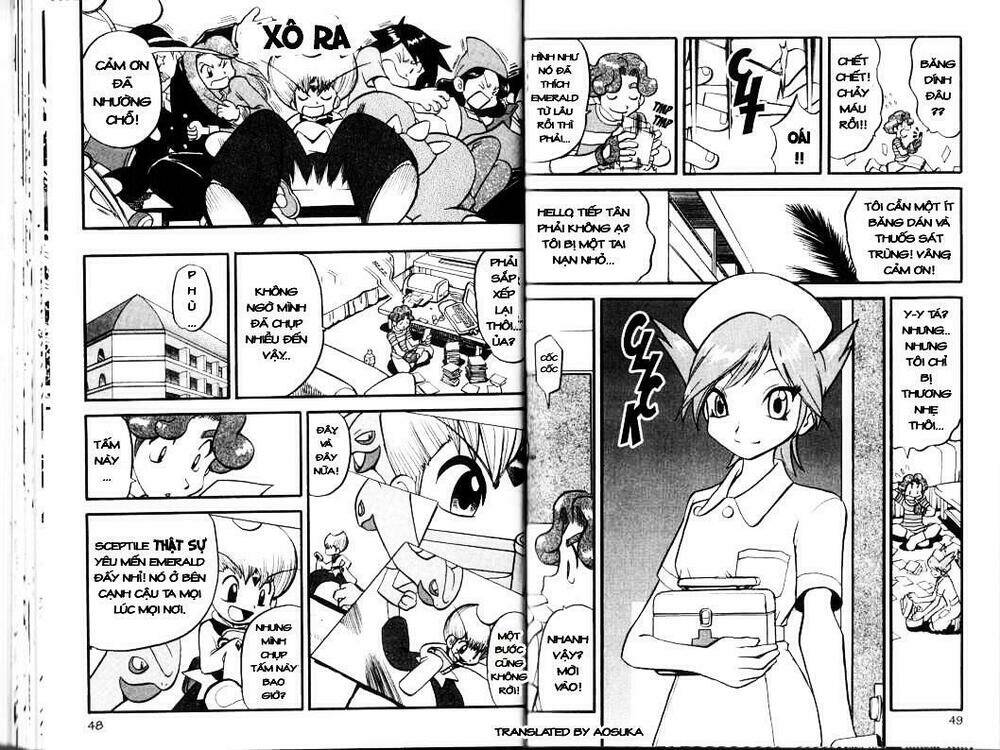 XÔ RA
CẢM ƠN
ĐÃ
NHƯỜNG
CHỖ!
PHẢI
SẮP
XẾP
LẠI
THÔI...
ỦA?
KHÔNG
NGỜ MÌNH
ĐÃ CHỤP
NHIỀU ĐẾN
VẬY...
P
H
Ù
...
TẤM
NÀY...
ĐÂY
VÀ
ĐÂY
NỮA!
MỘT
BƯỚC
CŨNG
KHÔNG
RỜI!
SCEPTILE THẬT SỰ
YÊU MẾN EMERALD
ĐẤY NHỈ! NÓ Ở BÊN
CẠNH CẬU TA MỌI
LÚC MỌI NƠI.
NHƯNG
MÌNH
CHỤP
TẤM NÀY
BAO
GIỜ?
48
HÌNH NHƯ
NÓ ĐÃ
THÍCH
EMERALD
TỪ LÂU
RỒI THÌ
PHẢI...
TMP
TMP
OÁI
!!
CHẾT
CHẾT!
CHẢY
MÁU
RỒI!!
BĂNG
DÍNH
ĐÂU
??
HELLO, TIẾP TÂN
PHẢI KHÔNG Ạ?
TÔI BỊ MỘT TAI
NẠN NHỎ...
TÔI CẦN MỘT ÍT
BĂNG DÁN VÀ
THUỐC SÁT
TRÙNG! VÂNG
CẢM ƠN!
CỐC
CỐC
NHANH
VẬY?
MỜI
VÀO!
Y-Y TÁ?
NHƯNG...
NHƯNG
TÔI CHỈ
BỊ
THƯƠNG
NHẸ
THÔI...
49
TRANSLATED BY AOSUKA